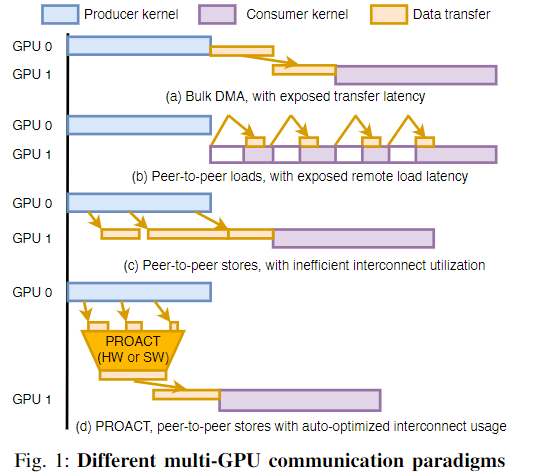 Producer kernel Consumer kernel Data transfer
GPU 0
GPU 1
(a) Bulk DMA, with exposed transfer latency
GPU 0
GPU 1
(b) Peer-to-peer loads, with exposed remote load latency
GPU 0
GPU 1
(c) Peer-to-peer stores, with inefficient interconnect utilization
GPU 0
PROACT
(HW or SW)
GPU 1
(d) PROACT, peer-to-peer stores with auto-optimized interconnect usage
Fig. 1: Different multi-GPU communication paradigms